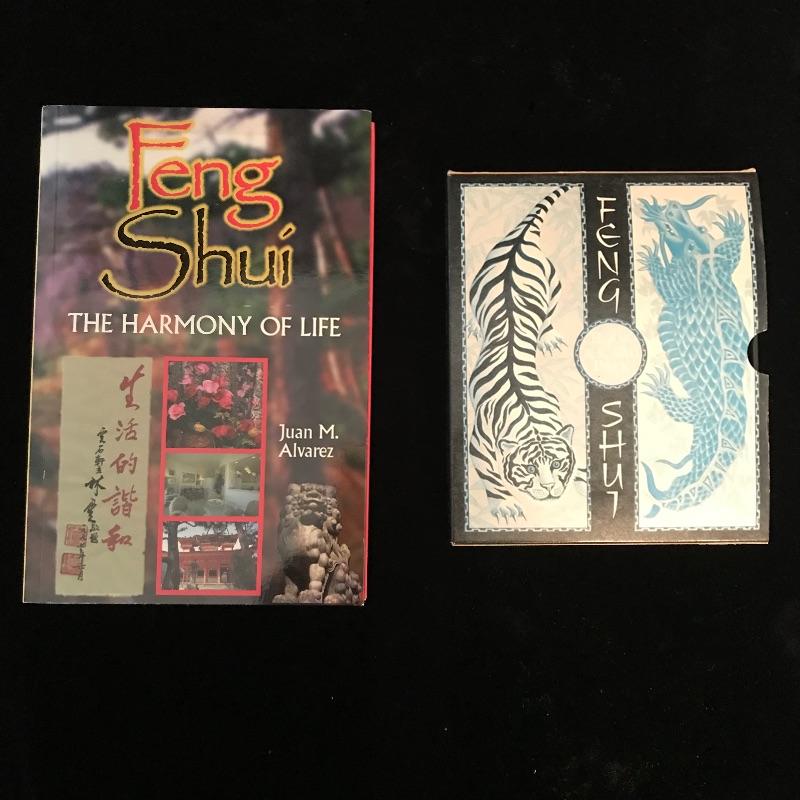 Feng
Shui
THE HARMONY OF LIFE
生活的諧和
Juan M.
Alvarez
FENG
SHUI